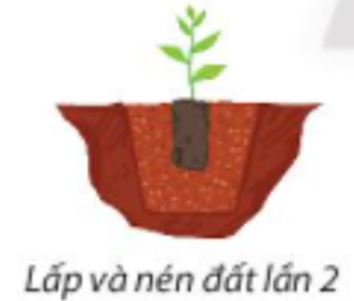 Lấp và nén đất lần 2